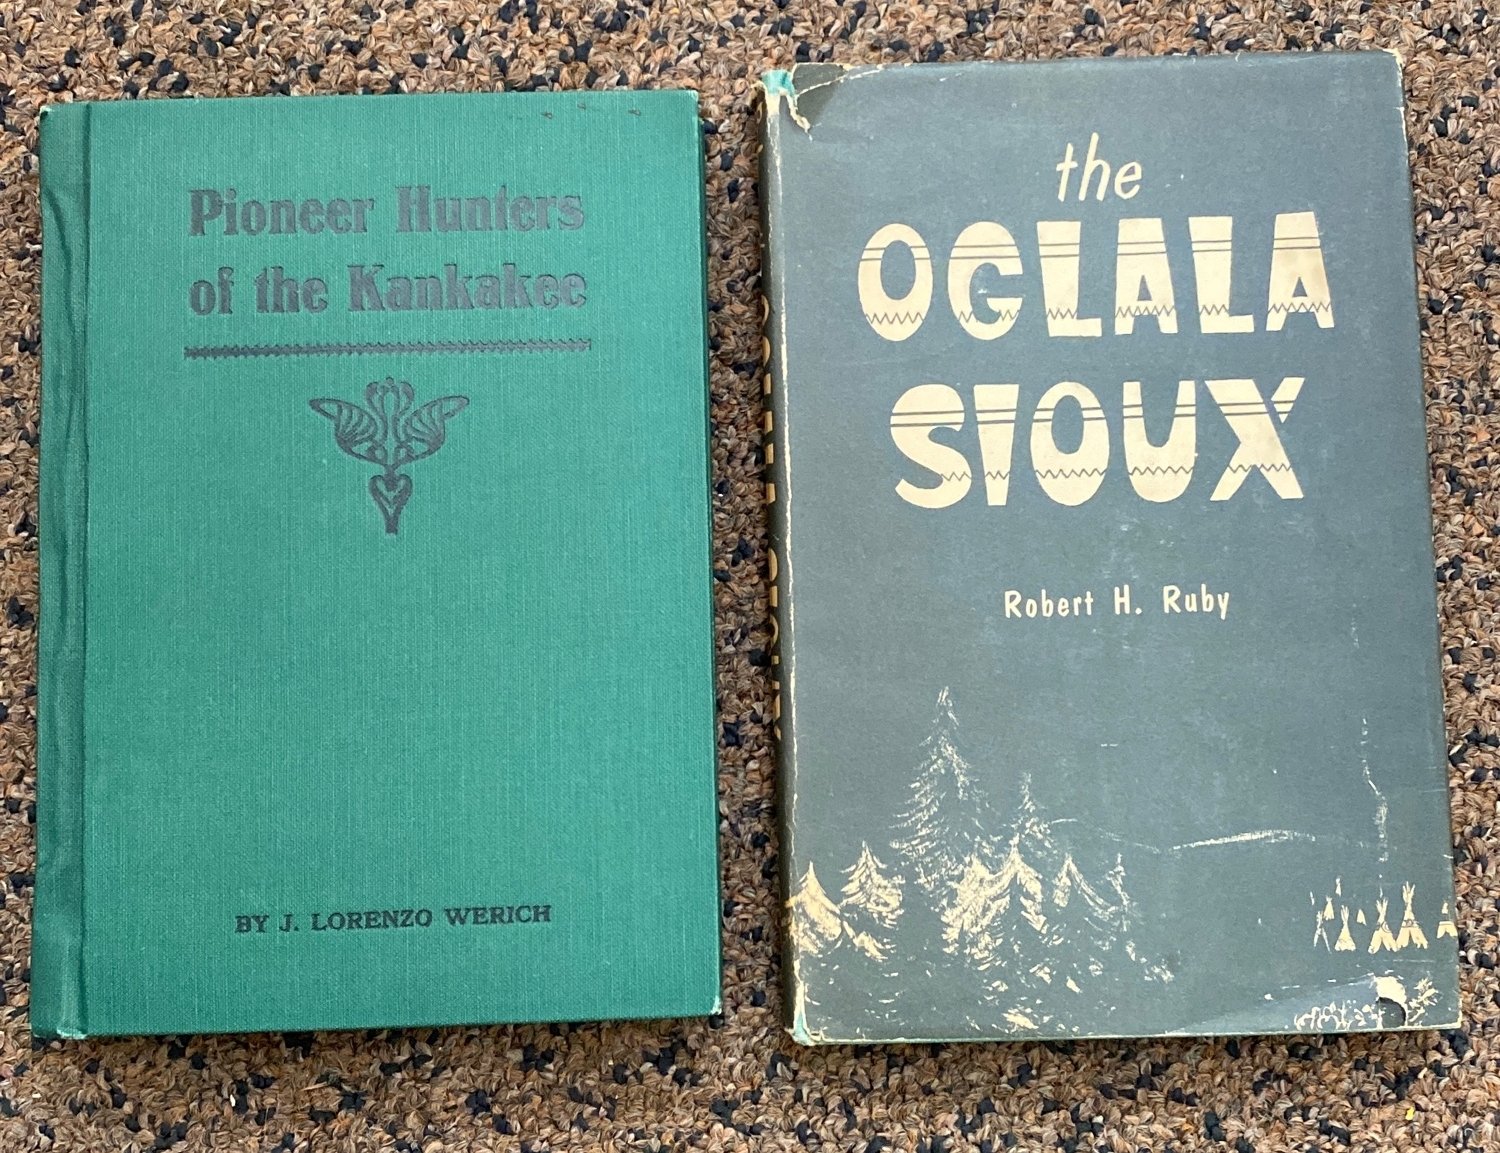 Pioneer Hunters
of the Kankakee
BY J. LORENZO WERICH
the
OGLALA
SIOUX
Robert H. Ruby